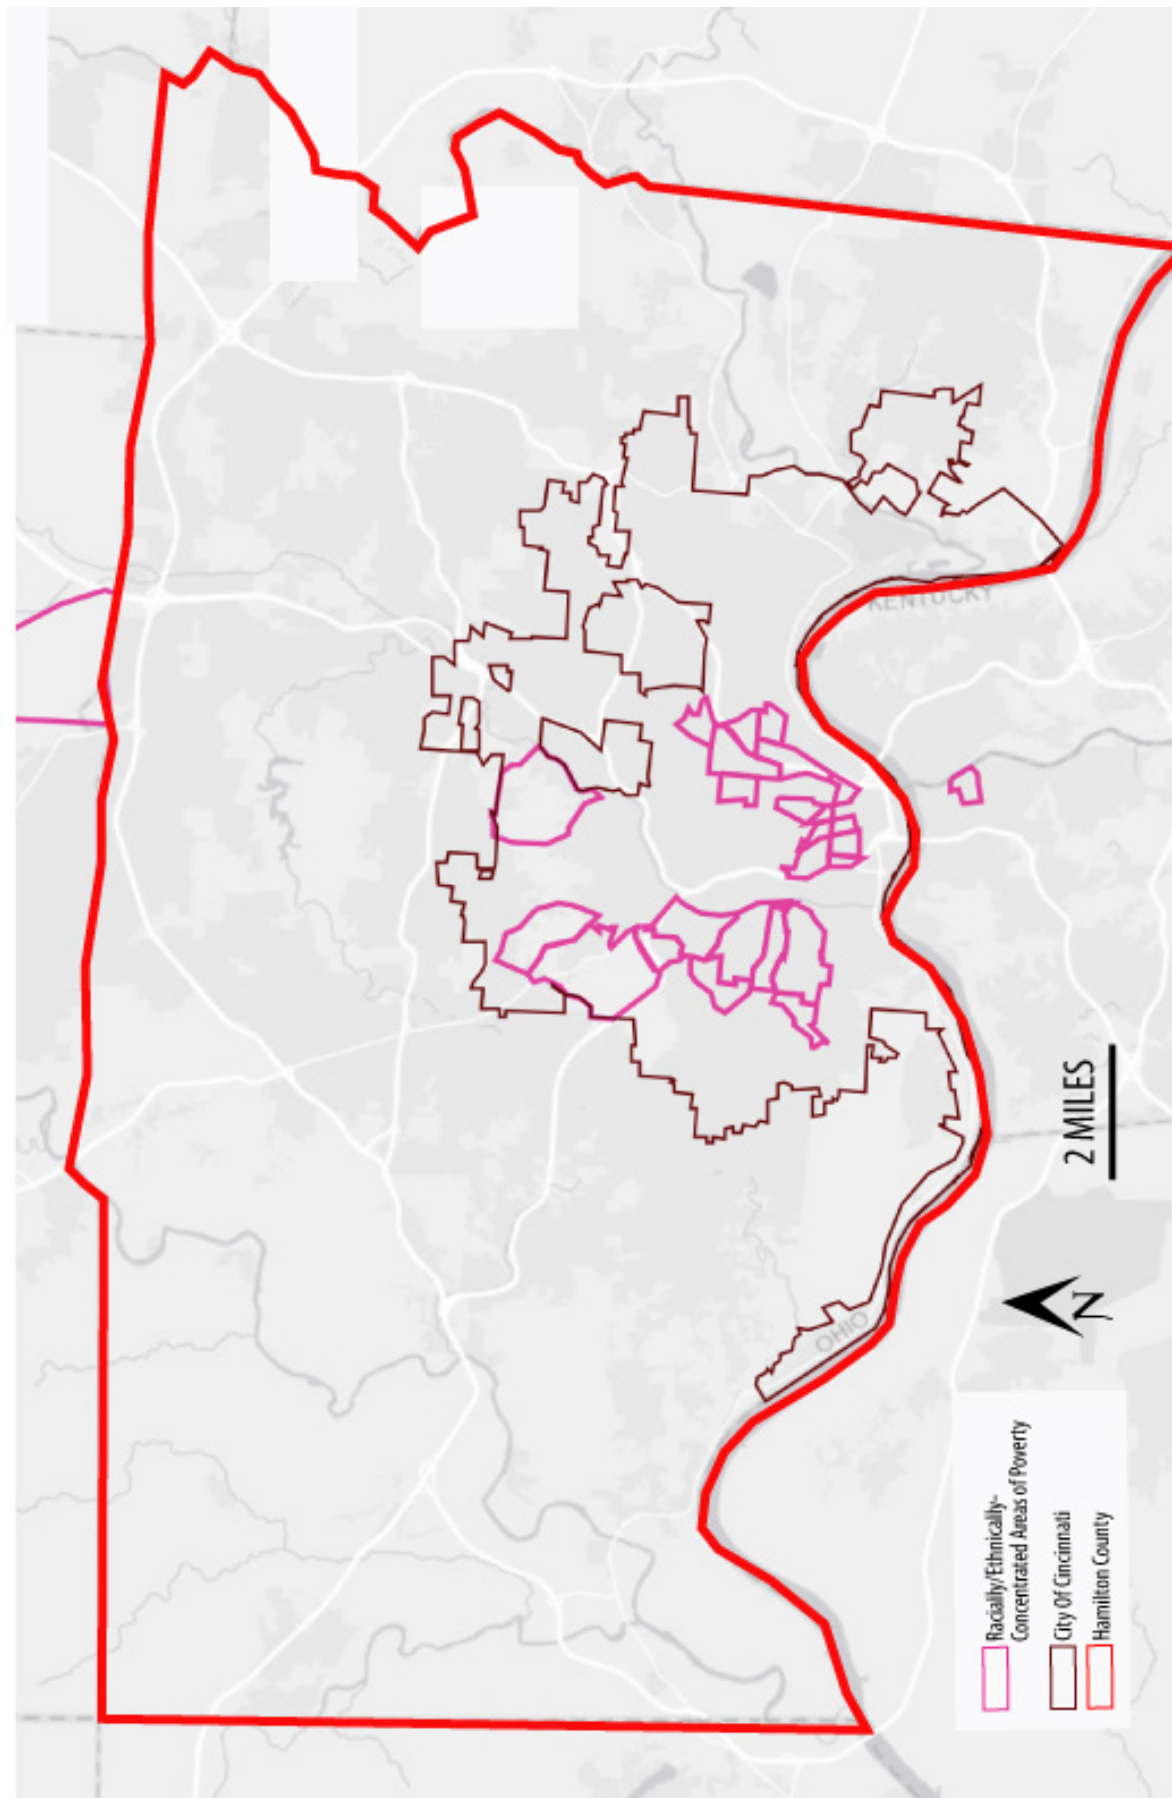 KENTUCKY
OHIO
2 MILES
N
Racially/Ethnically-
Concentrated Areas of Poverty
City Of Cincinnati
Hamilton County